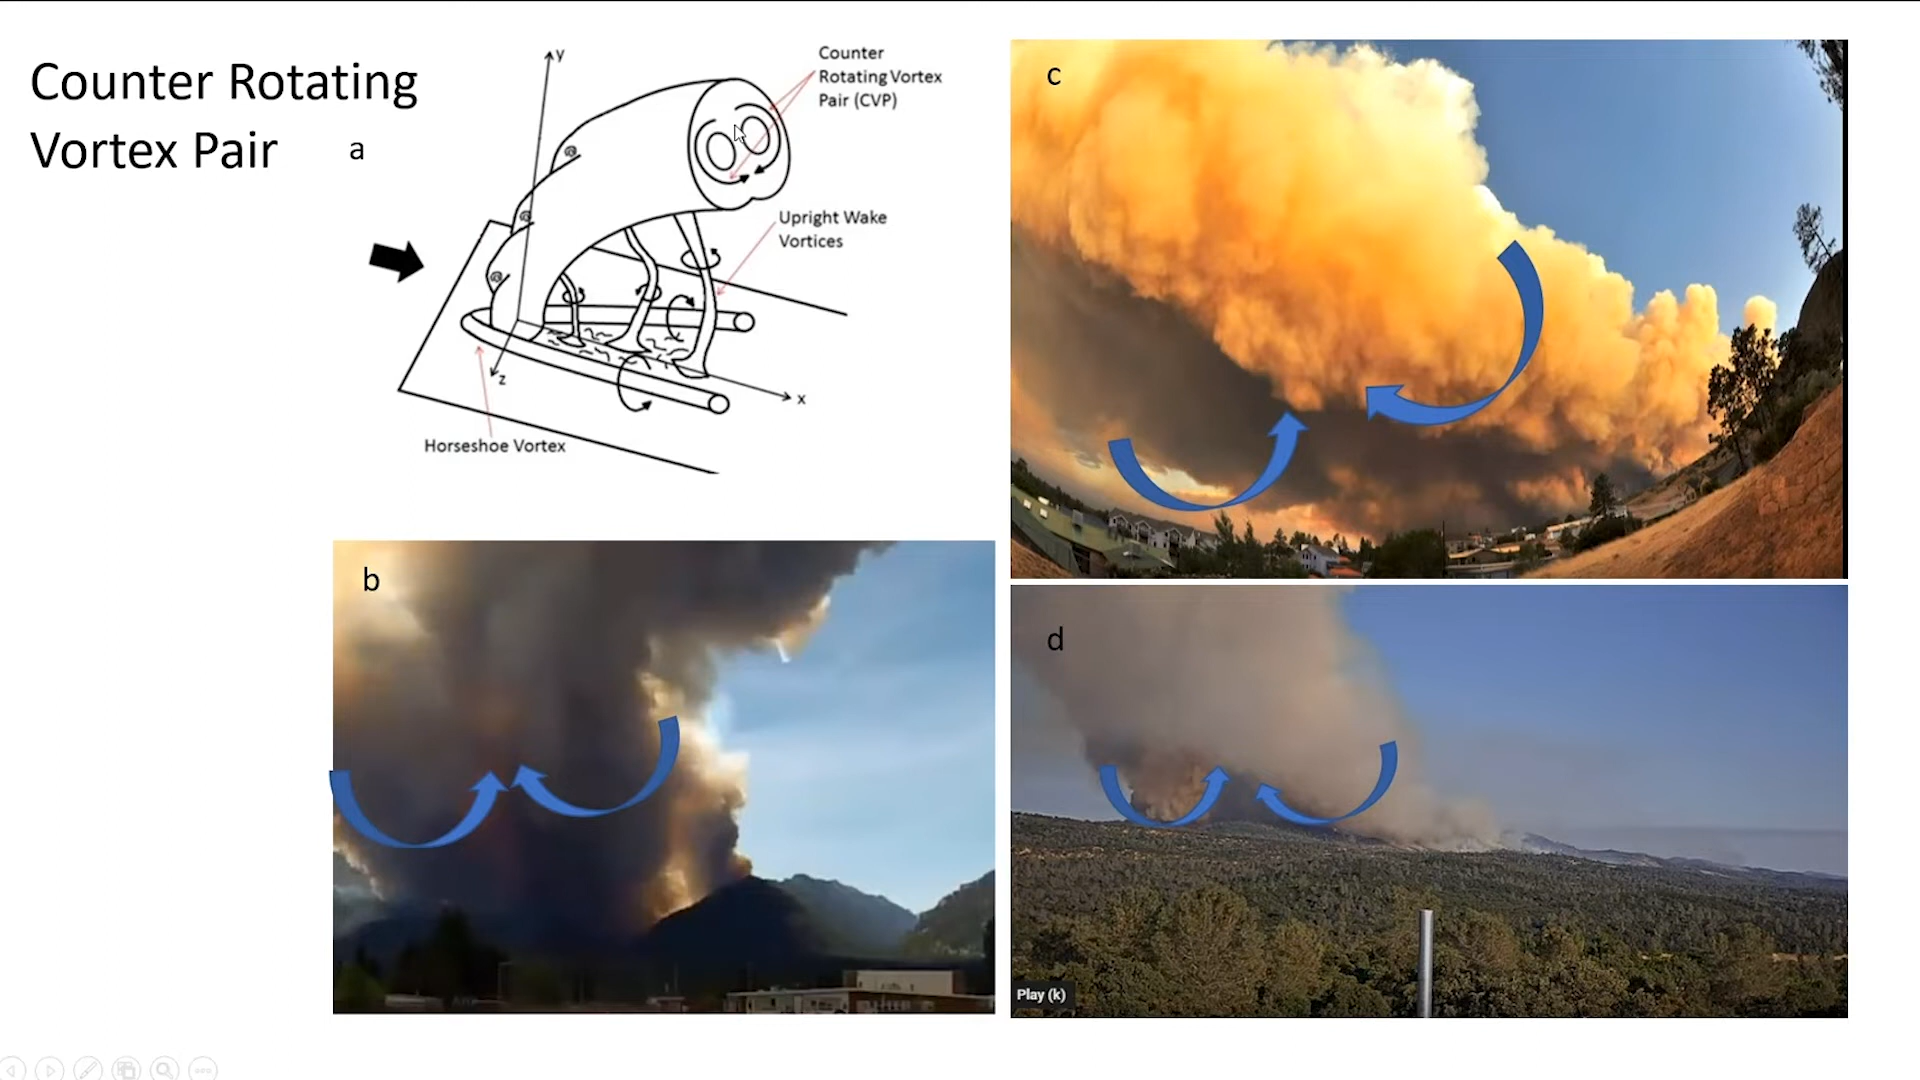 Counter Rotating
Vortex Pair
a
y
Counter
Rotating Vortex
Pair (CVP)
Upright Wake
Vortices
z
x
Horseshoe Vortex
b
c
d
Play (k)